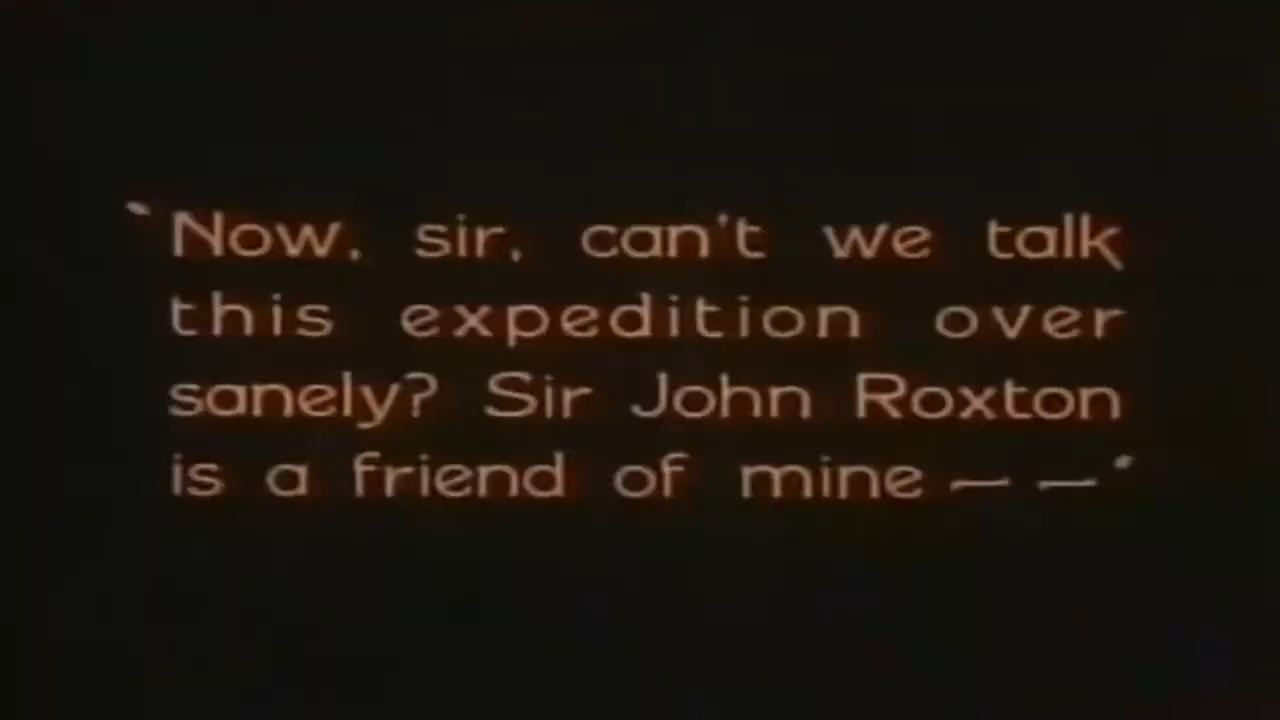 ‵Now, sir, can't we talk
this expedition over
sanely? Sir John Roxton
is a friend of mine — —′